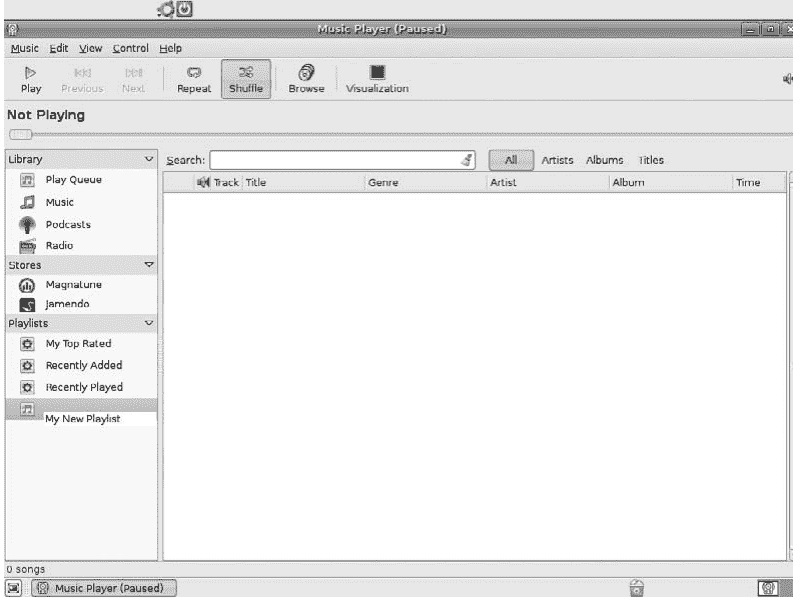 Music Player (Paused)
Music Edit View Control Help
Play Previous Next Repeat Shuffle Browse Visualization
Not Playing
Library
Search: All Artists Albums Titles
Play Queue
Track Title Genre Artist Album Time
Music
Podcasts
Radio
Stores
Magnatune
Jamendo
Playlists
My Top Rated
Recently Added
Recently Played
My New Playlist
0 songs
Music Player (Paused)